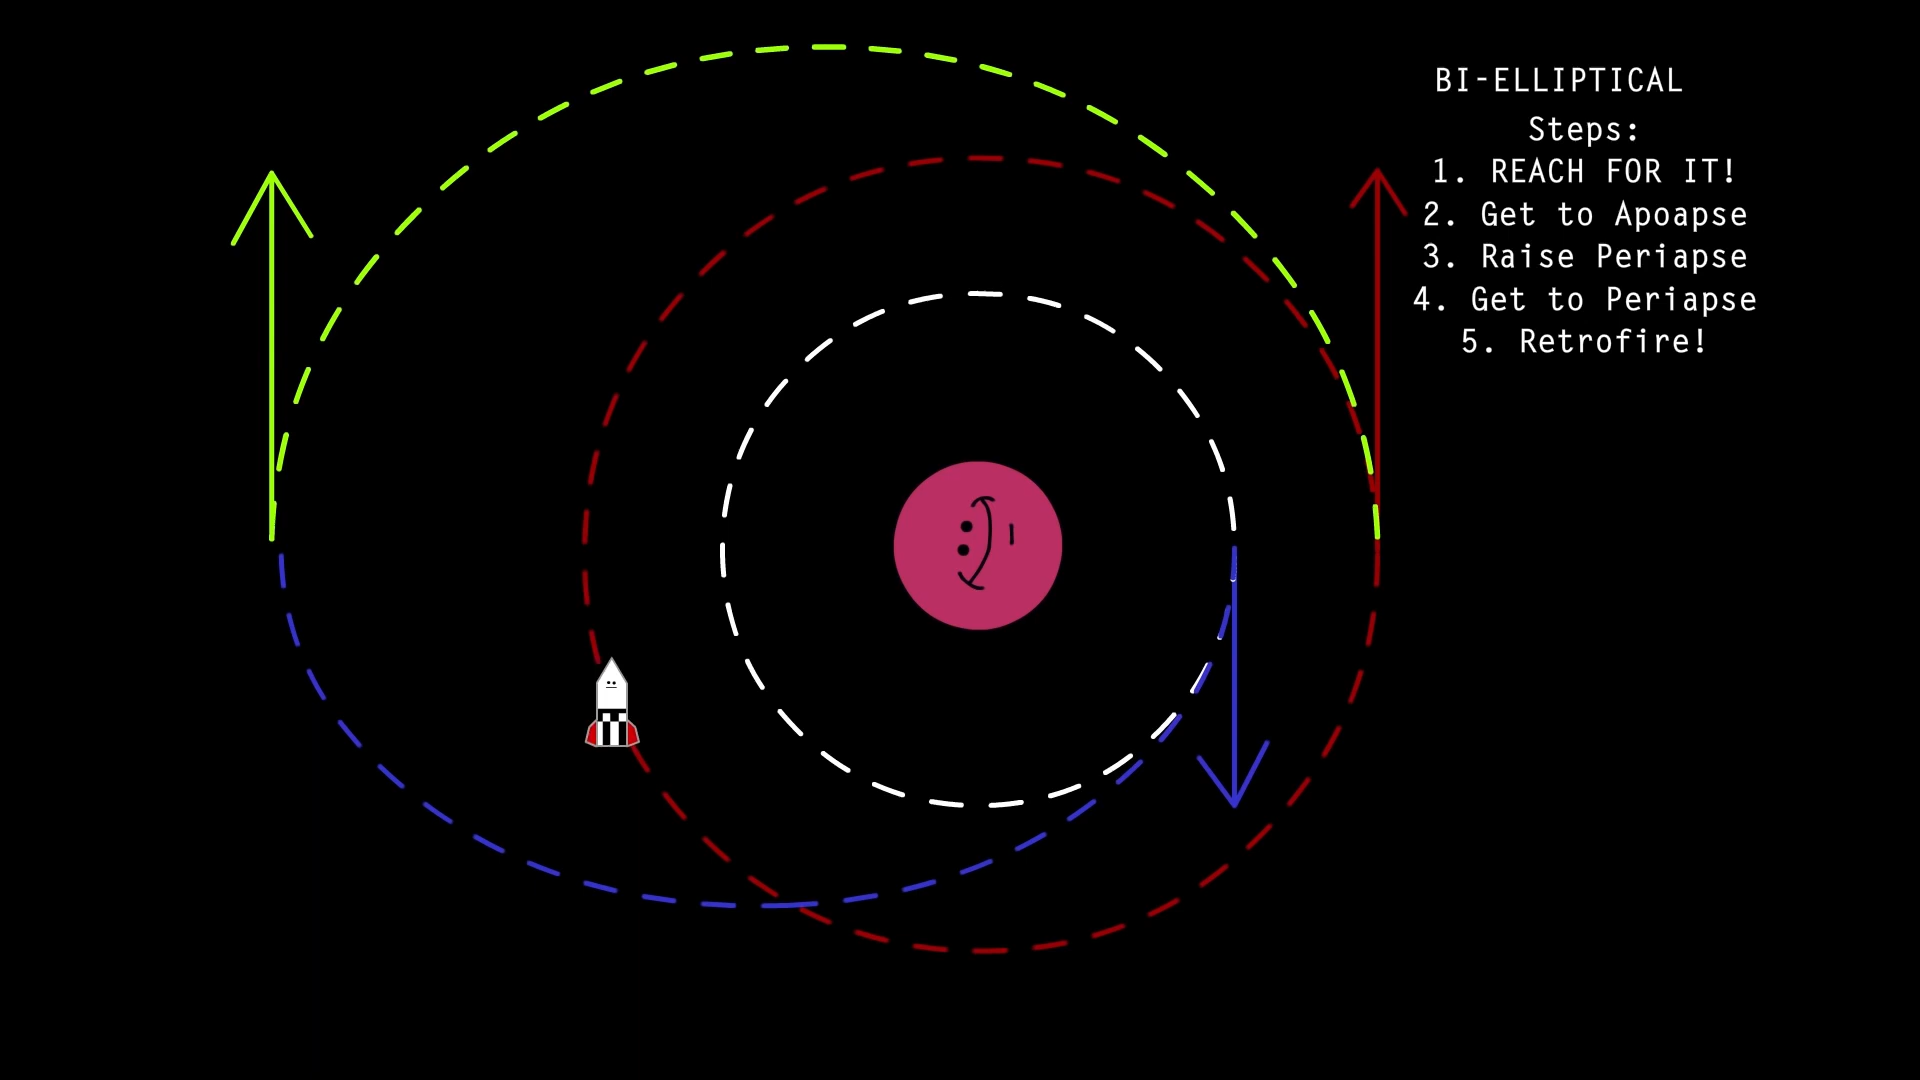 BI-ELLIPTICAL
Steps:
1. REACH FOR IT!
2. Get to Apoapse
3. Raise Periapse
4. Get to Periapse
5. Retrofire!